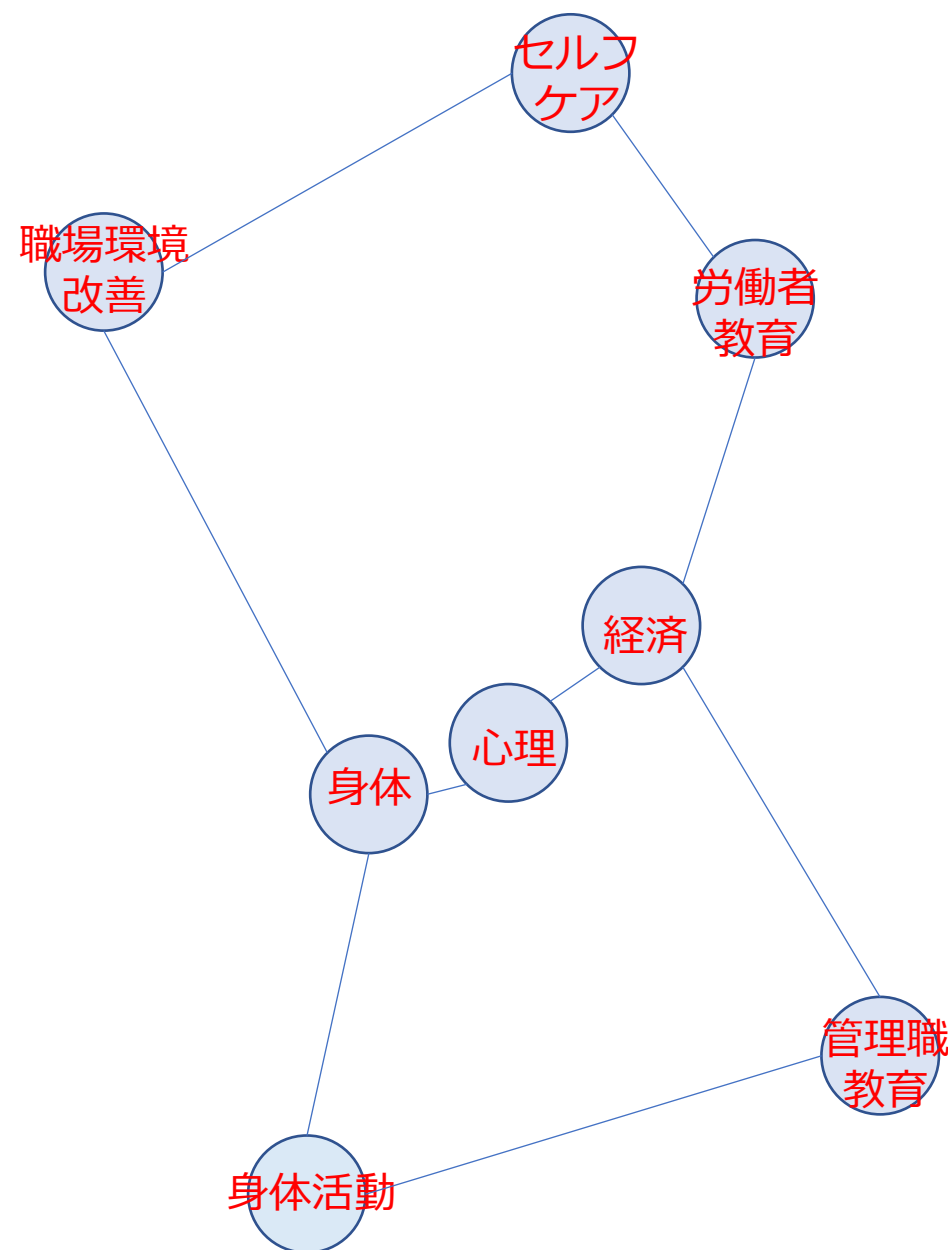 セルフ
ケア
職場環境
改善
労働者
教育
経済
心理
身体
管理職
教育
身体活動